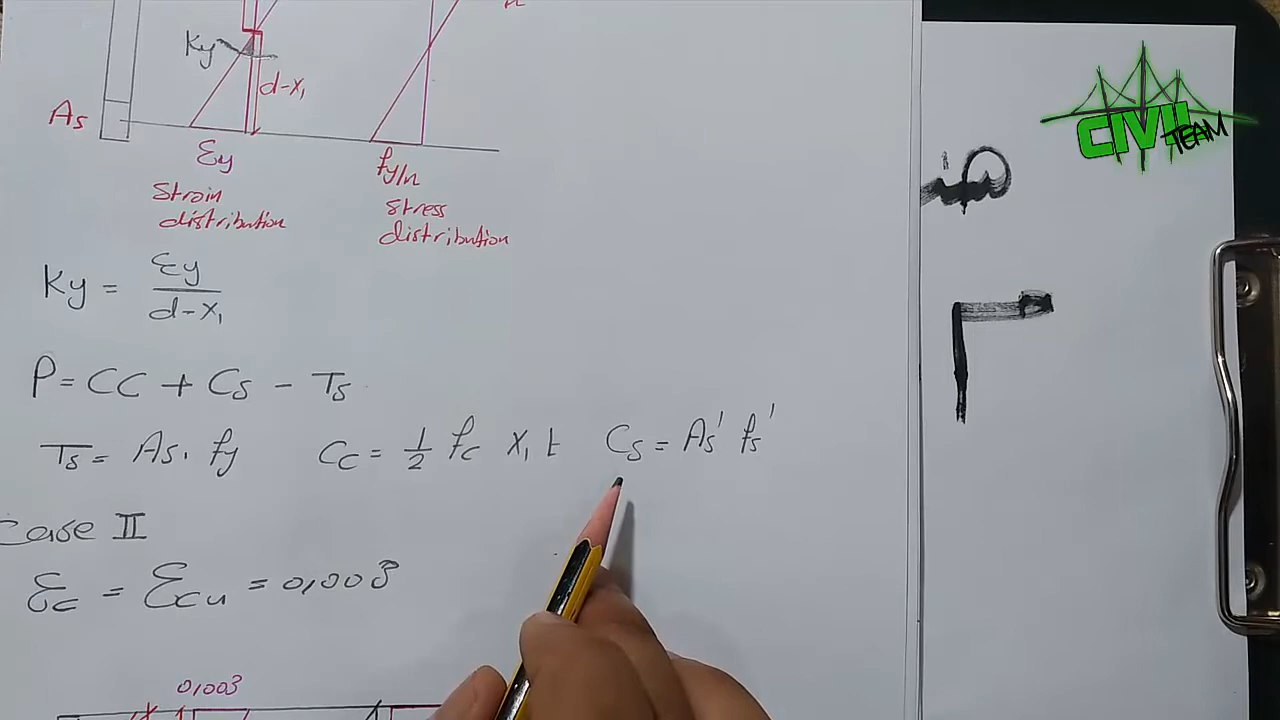 Ky
d-x₁
As
εy
fy/n
Strain
distribution
stress
distribution
Ky = εy / d-x₁
P = CC + Cs - Ts
Ts = As . fy   Cc = 1/2 fc x₁ t   Cs = As' fs'
Case II
εc = εcu = 0,003
0,003
CIVIL
TEAM